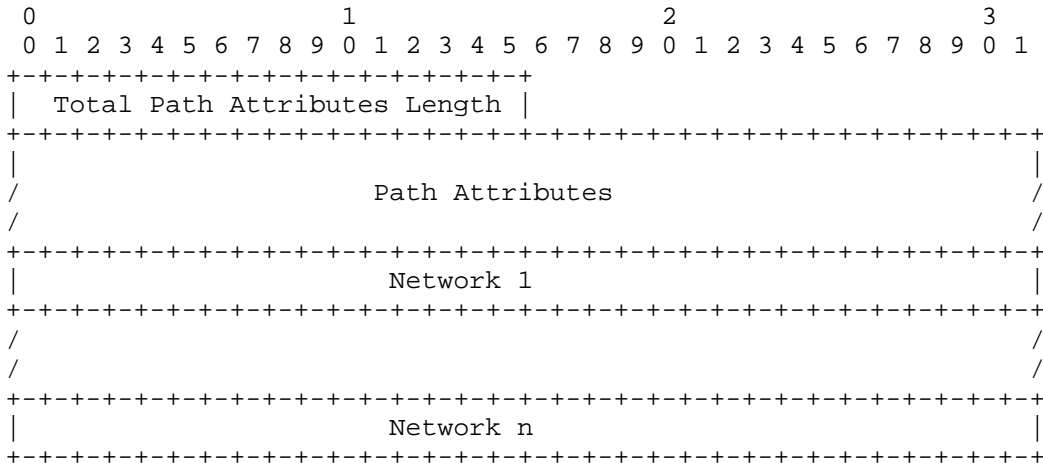 0                   1                   2                   3
0 1 2 3 4 5 6 7 8 9 0 1 2 3 4 5 6 7 8 9 0 1 2 3 4 5 6 7 8 9 0 1
+-+-+-+-+-+-+-+-+-+-+-+-+-+-+-+-+
|  Total Path Attributes Length |
+-+-+-+-+-+-+-+-+-+-+-+-+-+-+-+-+-+-+-+-+-+-+-+-+-+-+-+-+-+-+-+-+
|                                                               |
/                      Path Attributes                          /
/                                                               /
+-+-+-+-+-+-+-+-+-+-+-+-+-+-+-+-+-+-+-+-+-+-+-+-+-+-+-+-+-+-+-+-+
|                       Network 1                               |
+-+-+-+-+-+-+-+-+-+-+-+-+-+-+-+-+-+-+-+-+-+-+-+-+-+-+-+-+-+-+-+-+
/                                                               /
/                                                               /
+-+-+-+-+-+-+-+-+-+-+-+-+-+-+-+-+-+-+-+-+-+-+-+-+-+-+-+-+-+-+-+-+
|                       Network n                               |
+-+-+-+-+-+-+-+-+-+-+-+-+-+-+-+-+-+-+-+-+-+-+-+-+-+-+-+-+-+-+-+-+